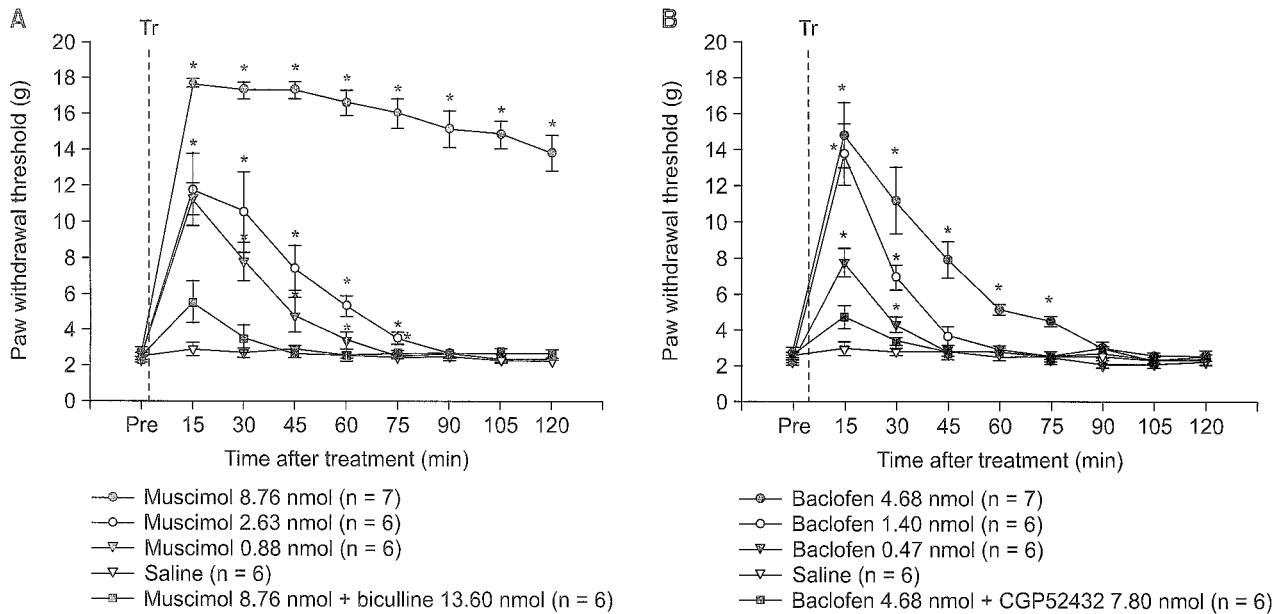 A
Tr
Paw withdrawal threshold (g)
20
18
16
14
12
10
8
6
4
2
0
* * * * * * * *
* * * * *
* * * *
Pre 15 30 45 60 75 90 105 120
Time after treatment (min)
Muscimol 8.76 nmol (n = 7)
Muscimol 2.63 nmol (n = 6)
Muscimol 0.88 nmol (n = 6)
Saline (n = 6)
Muscimol 8.76 nmol + biculline 13.60 nmol (n = 6)
B
Tr
Paw withdrawal threshold (g)
20
18
16
14
12
10
8
6
4
2
0
* * * * *
* *
* *
Pre 15 30 45 60 75 90 105 120
Time after treatment (min)
Baclofen 4.68 nmol (n = 7)
Baclofen 1.40 nmol (n = 6)
Baclofen 0.47 nmol (n = 6)
Saline (n = 6)
Baclofen 4.68 nmol + CGP52432 7.80 nmol (n = 6)